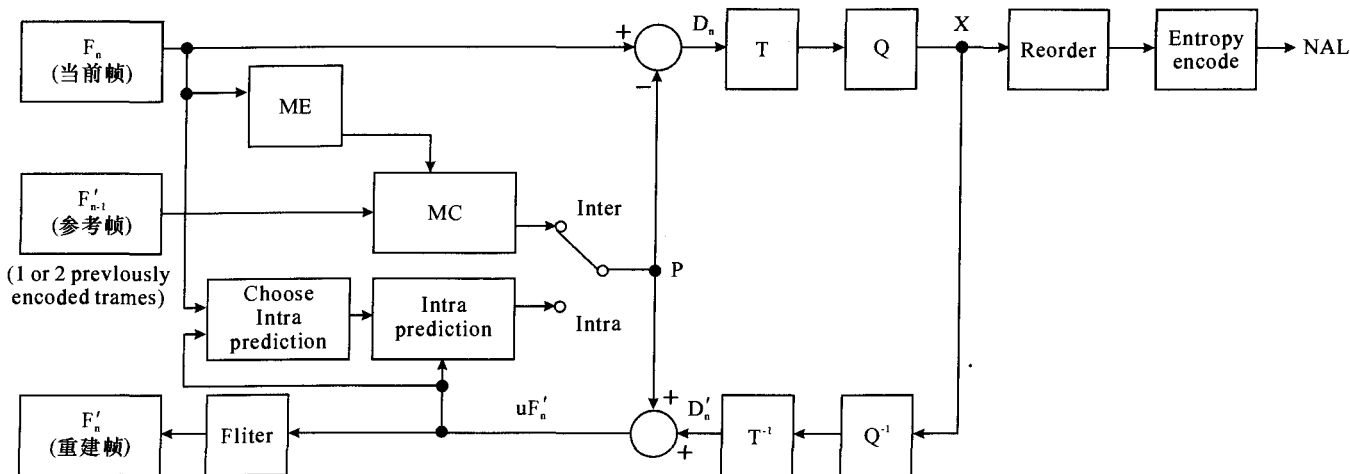 Fn
(当前帧)
ME
F'n-1
(参考帧)
(1 or 2 prevlously
encoded trames)
MC
Choose
Intra
prediction
Intra
prediction
Inter
Intra
P
+
−
Dn
T
Q
X
Reorder
Entropy
encode
NAL
F'n
(重建帧)
Fliter
uF'n
+
+
D'n
T-1
Q-1